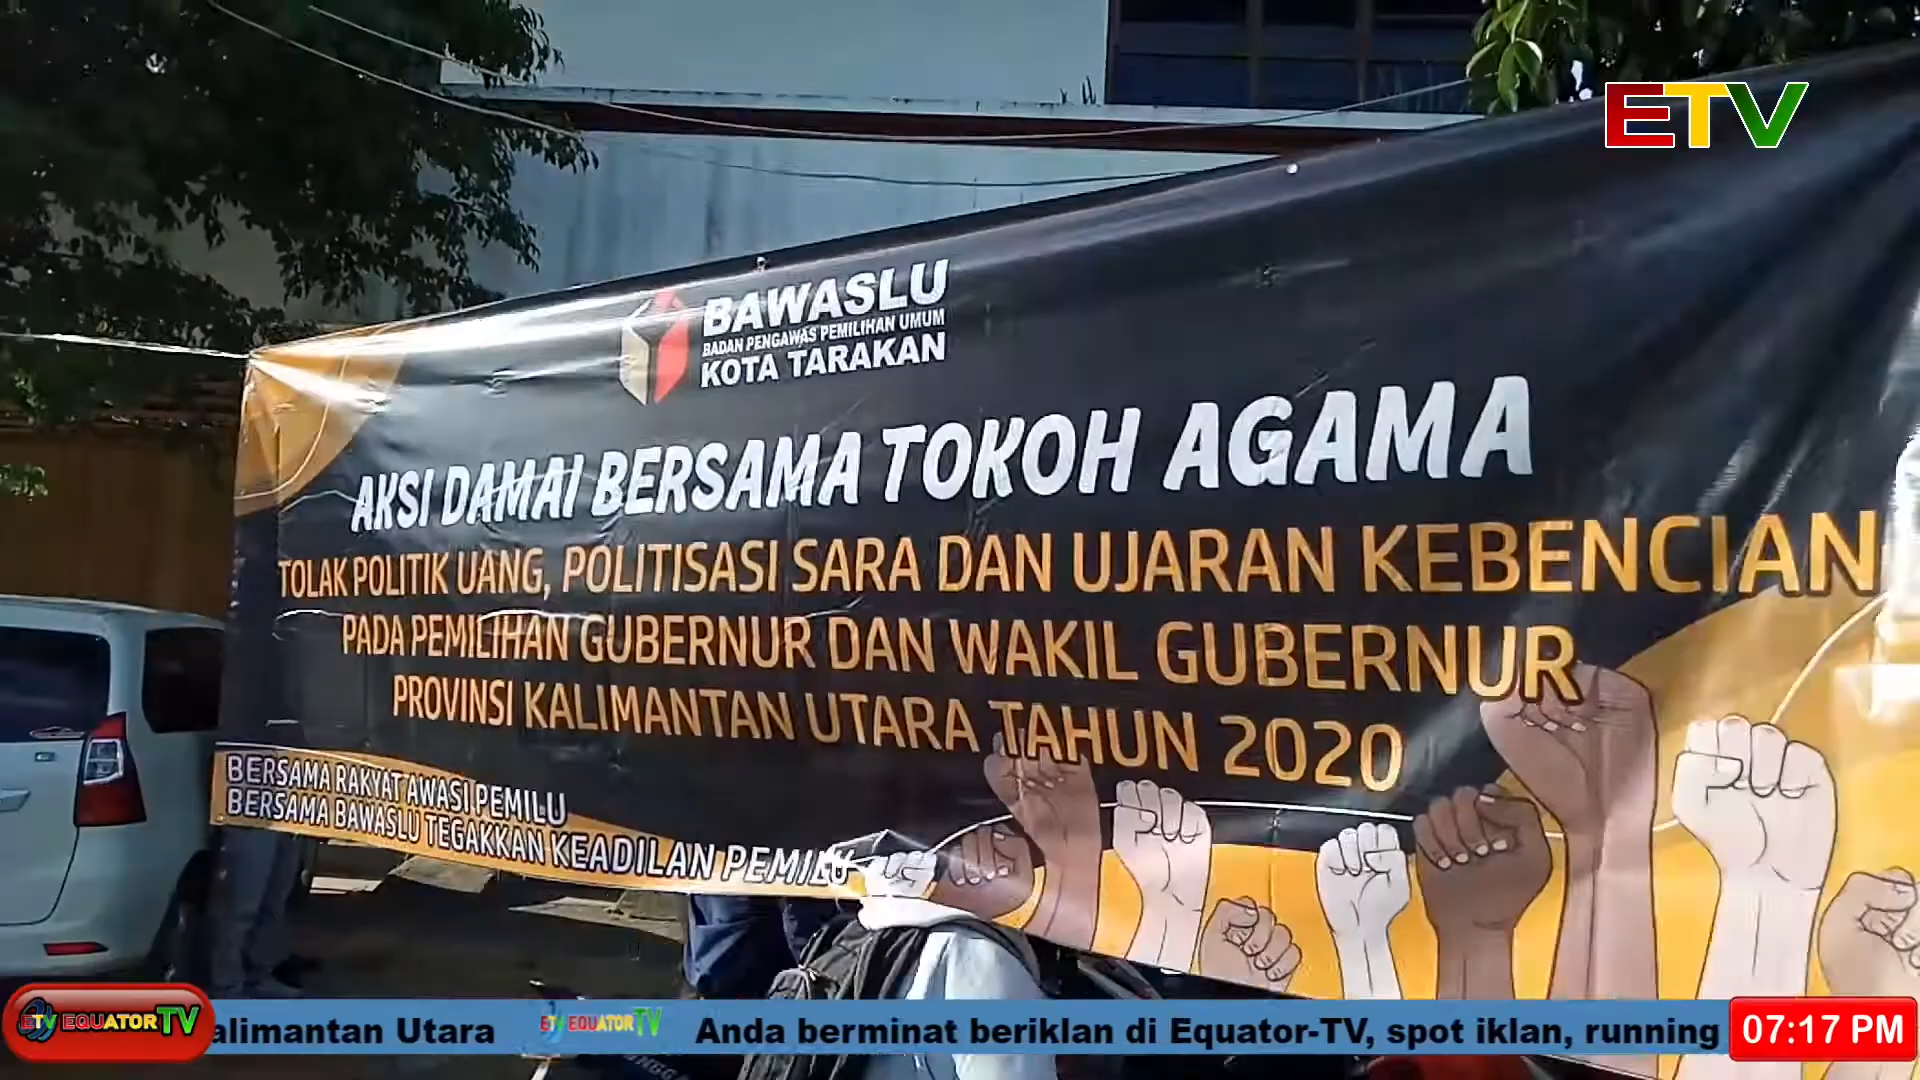 ETV
BAWASLU
BADAN PENGAWAS PEMILIHAN UMUM
KOTA TARAKAN
AKSI DAMAI BERSAMA TOKOH AGAMA
TOLAK POLITIK UANG, POLITISASI SARA DAN UJARAN KEBENCIAN
PADA PEMILIHAN GUBERNUR DAN WAKIL GUBERNUR
PROVINSI KALIMANTAN UTARA TAHUN 2020
BERSAMA RAKYAT AWASI PEMILU
BERSAMA BAWASLU TEGAKKAN KEADILAN PEMILU
ETV EQUATOR TV
alimantan Utara
ETV EQUATOR TV
Anda berminat beriklan di Equator-TV, spot iklan, running
07:17 PM